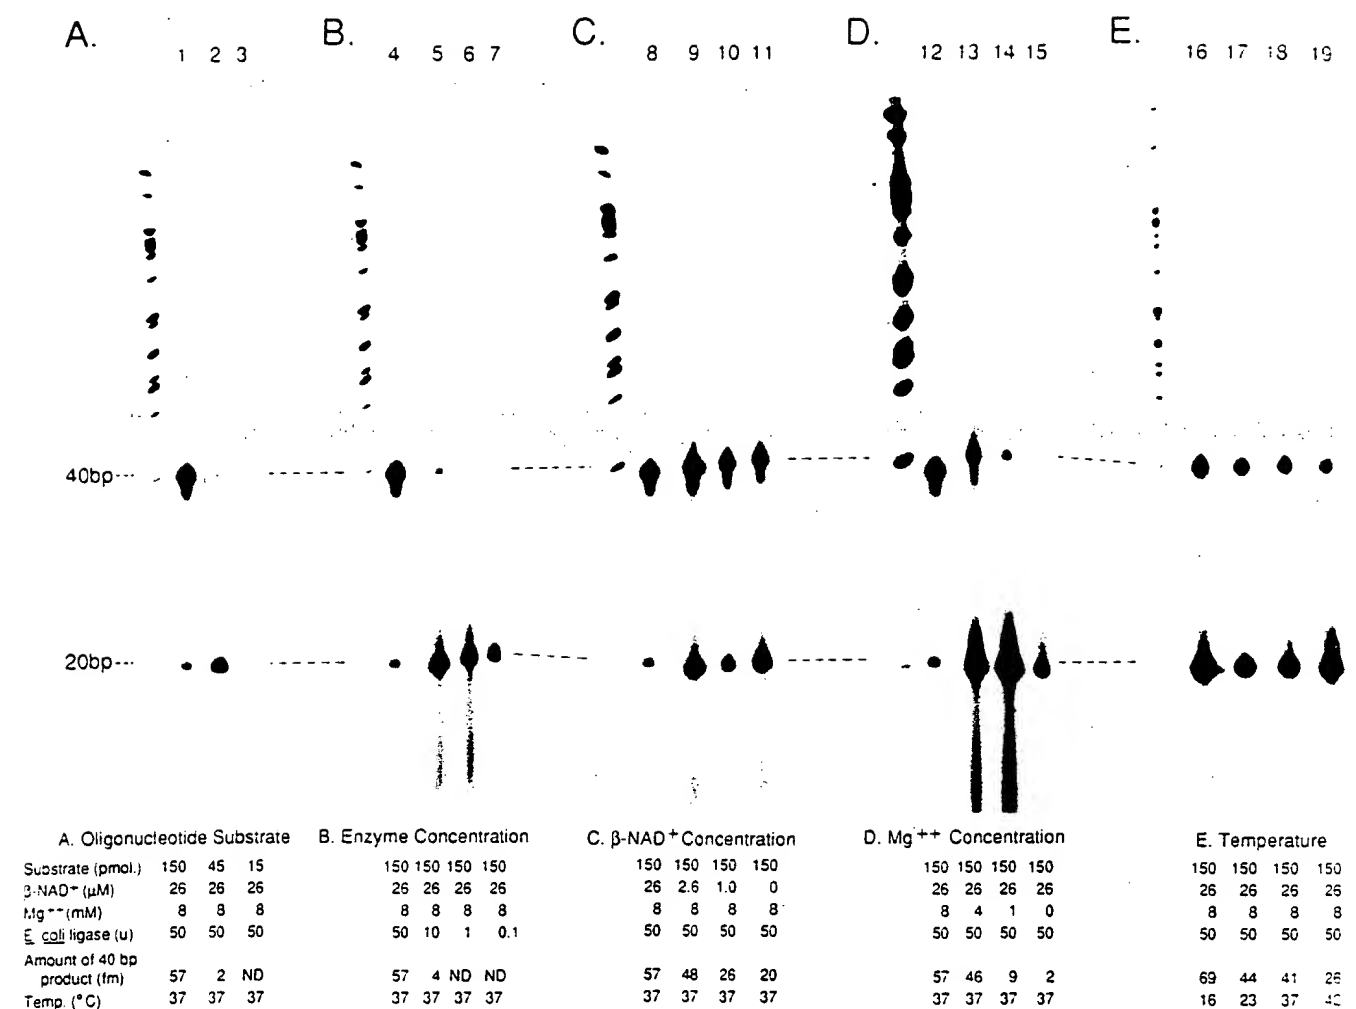 A. B. C. D. E.
1 2 3 4 5 6 7 8 9 10 11 12 13 14 15 16 17 18 19
40bp
20bp
A. Oligonucleotide Substrate B. Enzyme Concentration C. β-NAD+ Concentration D. Mg++ Concentration E. Temperature
Substrate (pmol.) 150 45 15 150 150 150 150 150 150 150 150 150 150 150 150 150 150 150 150
β-NAD+ (μM) 26 26 26 26 26 26 26 26 2.6 1.0 0 26 26 26 26 26 26 26 26
Mg++ (mM) 8 8 8 8 8 8 8 8 8 8 8 8 4 1 0 8 8 8 8
E coli ligase (u) 50 50 50 50 10 1 0.1 50 50 50 50 50 50 50 50 50 50 50 50
Amount of 40 bp
product (fm) 57 2 ND 57 4 ND ND 57 48 26 20 57 46 9 2 69 44 41 26
Temp. (°C) 37 37 37 37 37 37 37 37 37 37 37 37 37 37 37 16 23 37